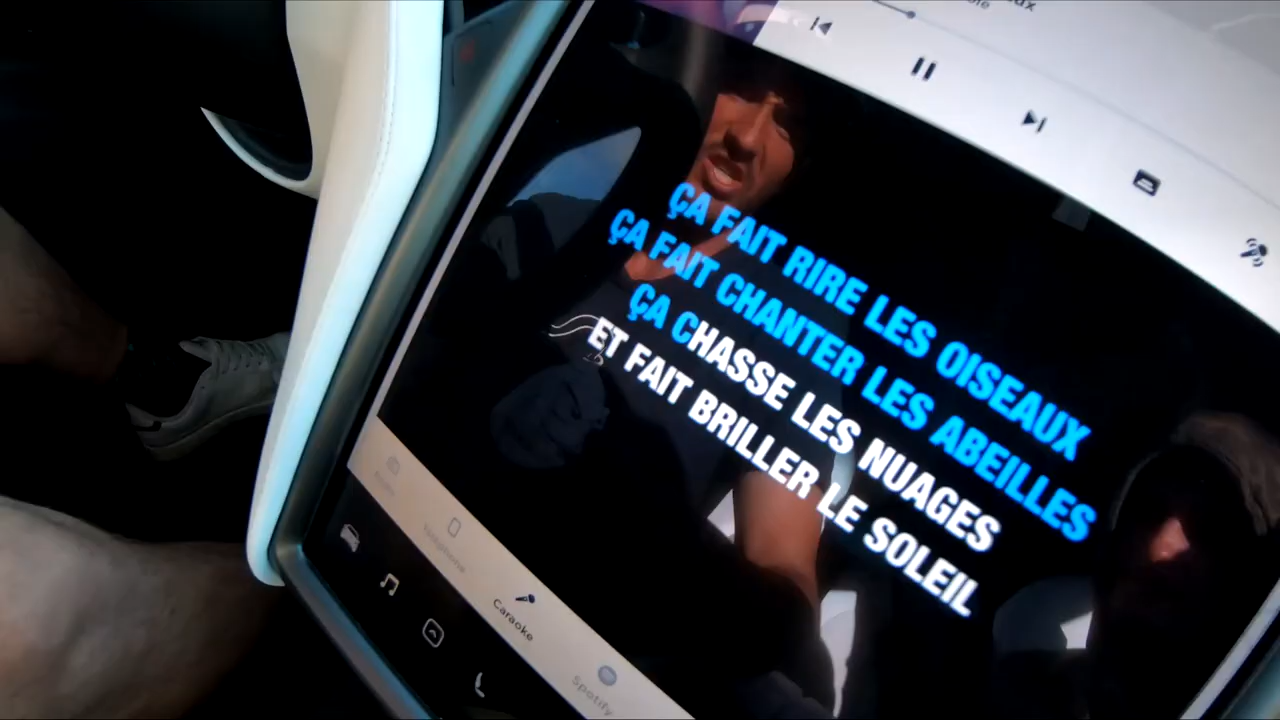 ÇA FAIT RIRE LES OISEAUX
ÇA FAIT CHANTER LES ABEILLES
ÇA CHASSE LES NUAGES
ET FAIT BRILLER LE SOLEIL
Téléphone
Caraoke
Spotify